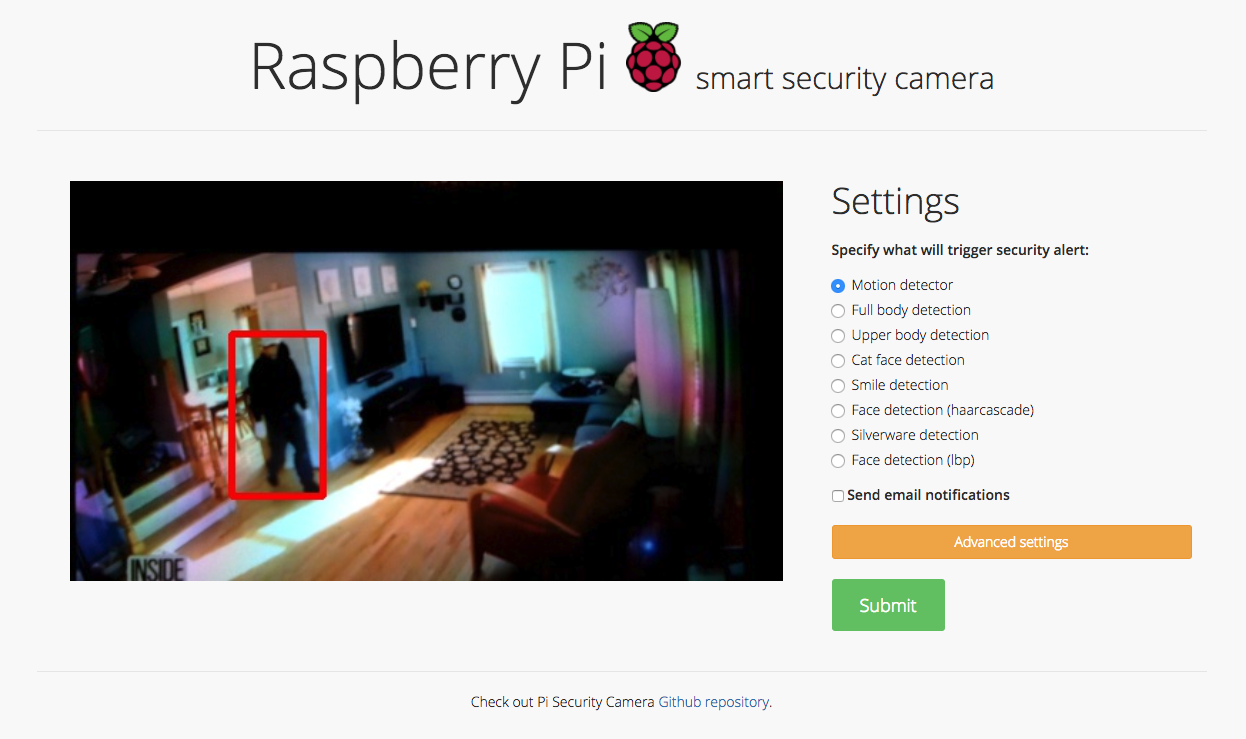 Raspberry Pi smart security camera
Settings
Specify what will trigger security alert:
Motion detector
Full body detection
Upper body detection
Cat face detection
Smile detection
Face detection (haarcascade)
Silverware detection
Face detection (lbp)
Send email notifications
Advanced settings
Submit
INSIDE
Check out Pi Security Camera Github repository.